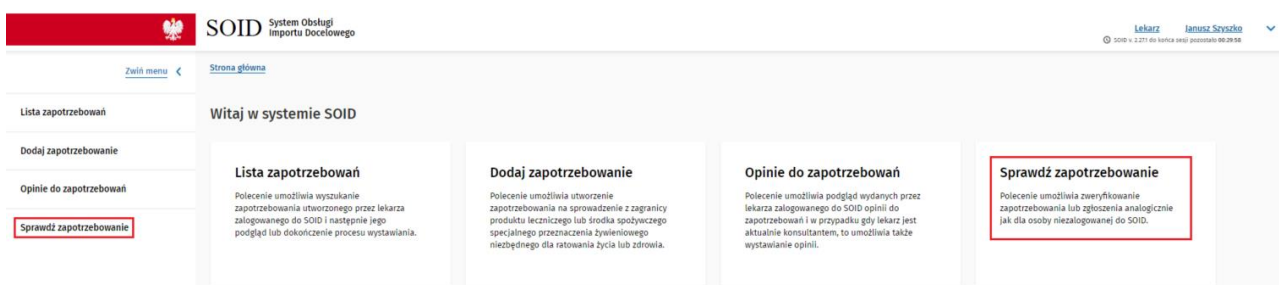 SOID System Obsługi
Importu Docelowego
Lekarz Janusz Szyszko
SOID v. 2.27.1 do końca sesji pozostało 00:29:58
Zwiń menu
Strona główna
Lista zapotrzebowań
Dodaj zapotrzebowanie
Opinie do zapotrzebowań
Sprawdź zapotrzebowanie
Witaj w systemie SOID
Lista zapotrzebowań
Polecenie umożliwia wyszukanie
zapotrzebowania utworzonego przez lekarza
zalogowanego do SOID i następnie jego
podgląd lub dokończenie procesu wystawiania.
Dodaj zapotrzebowanie
Polecenie umożliwia utworzenie
zapotrzebowania na sprowadzenie z zagranicy
produktu leczniczego lub środka spożywczego
specjalnego przeznaczenia żywieniowego
niezbędnego dla ratowania życia lub zdrowia.
Opinie do zapotrzebowań
Polecenie umożliwia podgląd wydanych przez
lekarza zalogowanego do SOID opinii do
zapotrzebowań i w przypadku gdy lekarz jest
aktualnie konsultantem, to umożliwia także
wystawianie opinii.
Sprawdź zapotrzebowanie
Polecenie umożliwia zweryfikowanie
zapotrzebowania lub zgłoszenia analogicznie
jak dla osoby niezalogowanej do SOID.